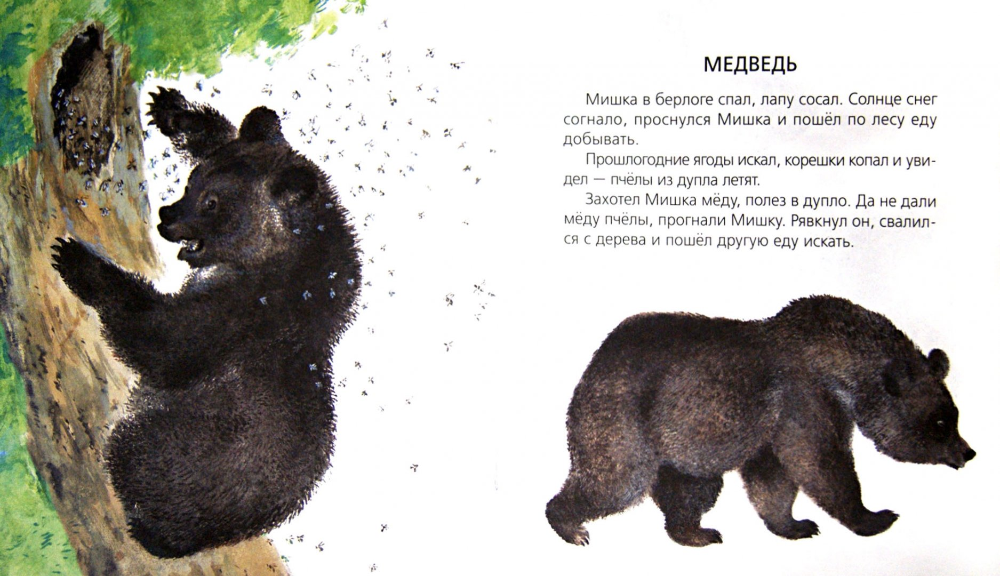 МЕДВЕДЬ
Мишка в берлоге спал, лапу сосал. Солнце снег
согнало, проснулся Мишка и пошёл по лесу еду
добывать.
Прошлогодние ягоды искал, корешки копал и уви-
дел — пчёлы из дупла летят.
Захотел Мишка мёду, полез в дупло. Да не дали
мёду пчёлы, прогнали Мишку. Рявкнул он, свалил-
ся с дерева и пошёл другую еду искать.